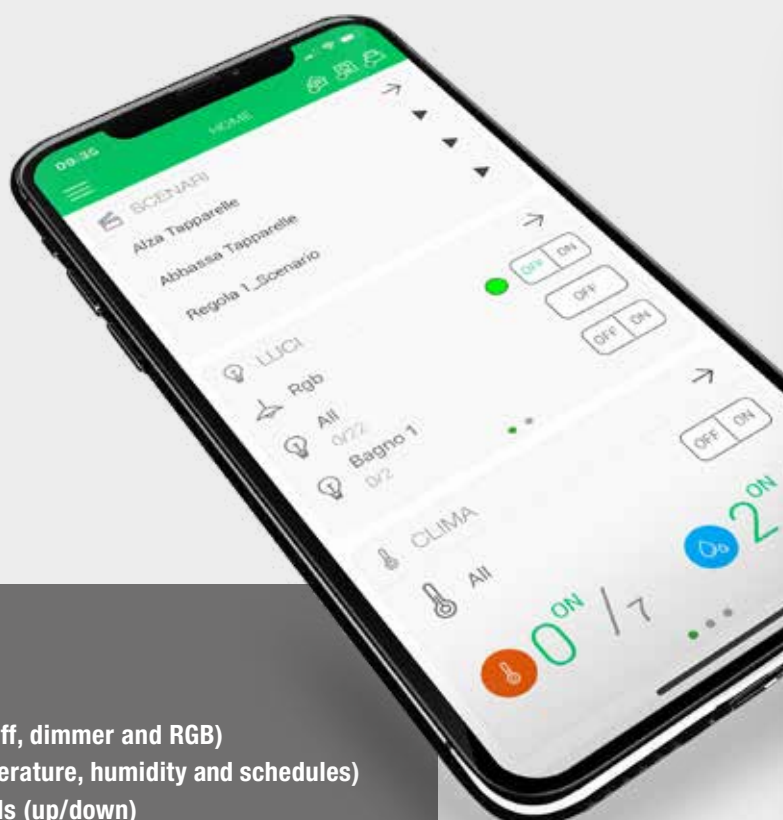 09:35
HOME
SCENARI
Alza Tapparelle
Abbassa Tapparelle
Regola 1_Scenario
LUCI
Rgb
OFF ON
All
0/22
OFF
Bagno 1
0/2
OFF ON
CLIMA
All
OFF ON
0 ON / 7
2 ON
ff, dimmer and RGB)
erature, humidity and schedules)
ds (up/down)